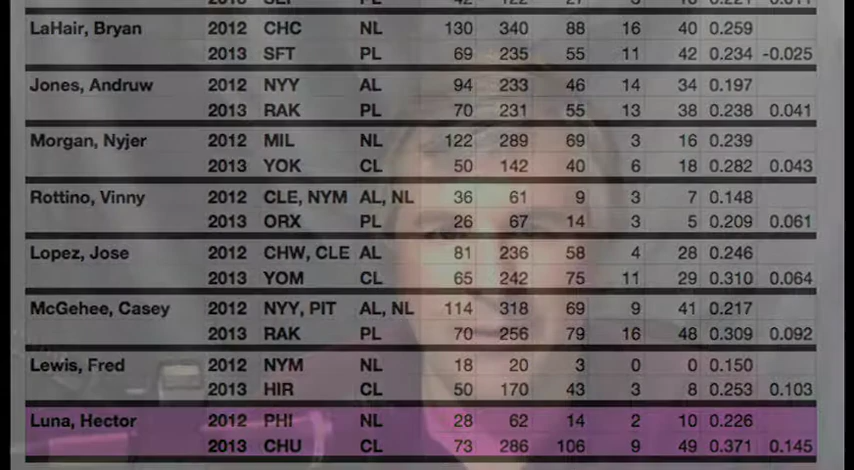 LaHair, Bryan 2012 CHC NL 130 340 88 16 40 0.259
2013 SFT PL 69 235 55 11 42 0.234 -0.025
Jones, Andruw 2012 NYY AL 94 233 46 14 34 0.197
2013 RAK PL 70 231 55 13 38 0.238 0.041
Morgan, Nyjer 2012 MIL NL 122 289 69 3 16 0.239
2013 YOK CL 50 142 40 6 18 0.282 0.043
Rottino, Vinny 2012 CLE, NYM AL, NL 36 61 9 3 7 0.148
2013 ORX PL 26 67 14 3 5 0.209 0.061
Lopez, Jose 2012 CHW, CLE AL 81 236 58 4 28 0.246
2013 YOM CL 65 242 75 11 29 0.310 0.064
McGehee, Casey 2012 NYY, PIT AL, NL 114 318 69 9 41 0.217
2013 RAK PL 70 256 79 16 48 0.309 0.092
Lewis, Fred 2012 NYM NL 18 20 3 0 0 0.150
2013 HIR CL 50 170 43 3 8 0.253 0.103
Luna, Hector 2012 PHI NL 28 62 14 2 10 0.226
2013 CHU CL 73 286 106 9 49 0.371 0.145